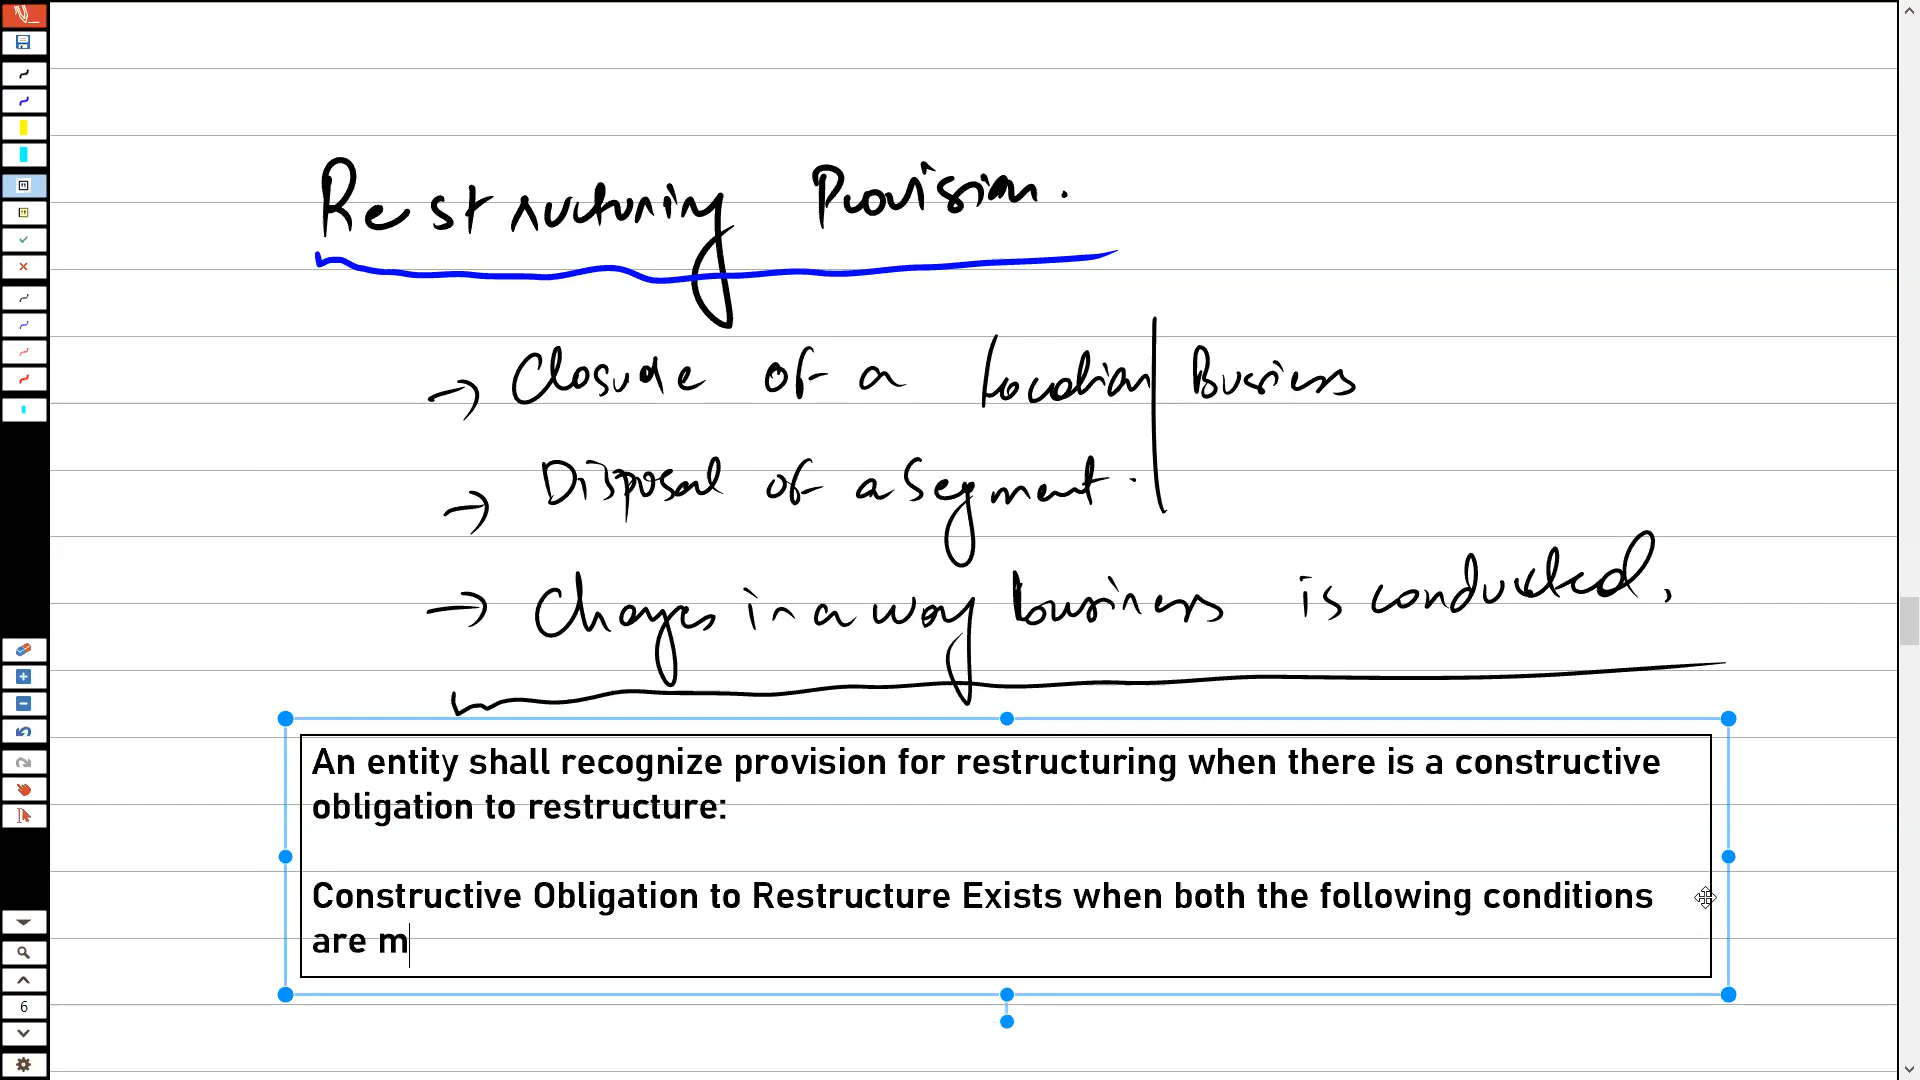 Restructuring Provision.
→ Closure of a Location / Business
→ Disposal of a Segment.
→ Changes in a way business is conducted.
An entity shall recognize provision for restructuring when there is a constructive
obligation to restructure:
Constructive Obligation to Restructure Exists when both the following conditions
are m
6